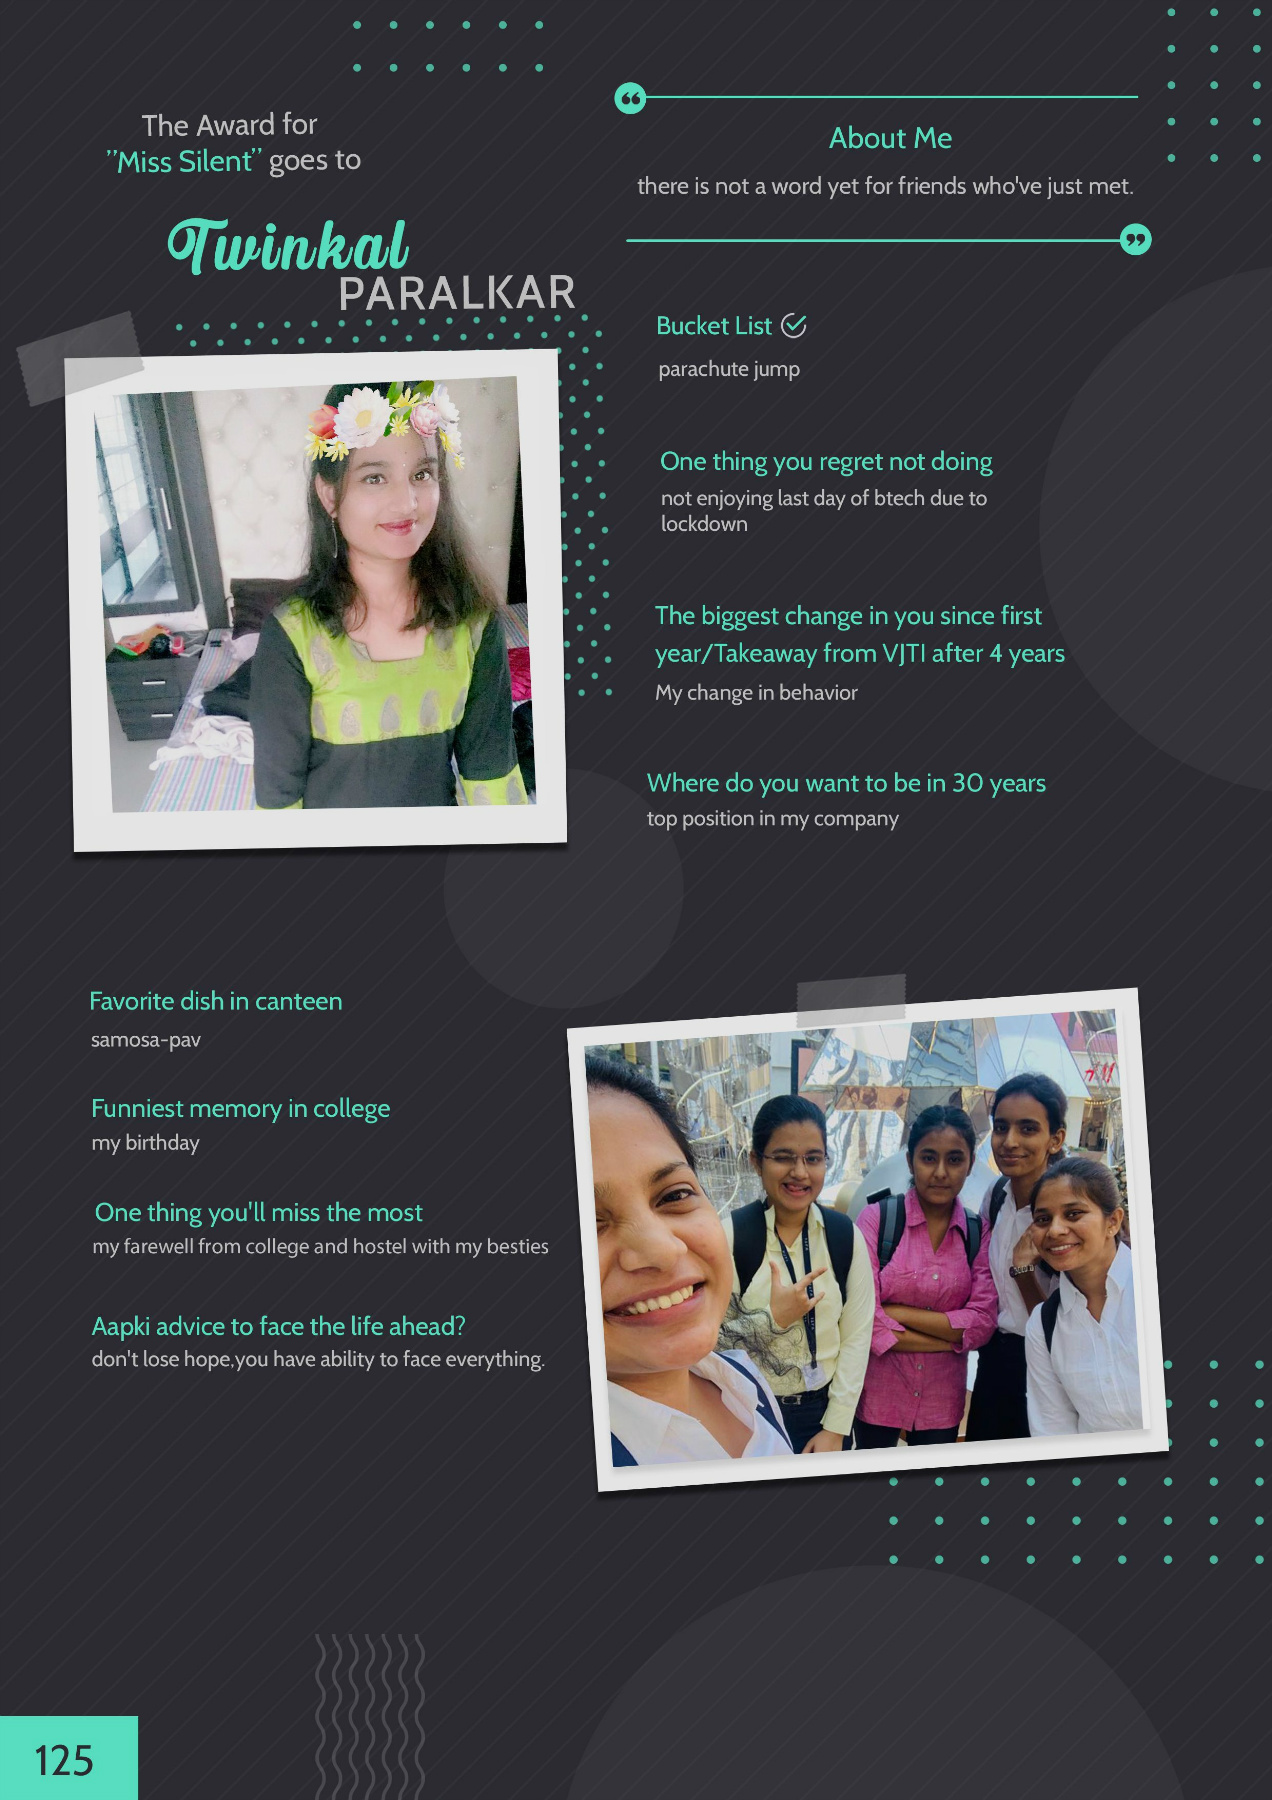 The Award for
”Miss Silent” goes to
Twinkal
PARALKAR
About Me
there is not a word yet for friends who've just met.
Bucket List
parachute jump
One thing you regret not doing
not enjoying last day of btech due to
lockdown
The biggest change in you since first
year/Takeaway from VJTI after 4 years
My change in behavior
Where do you want to be in 30 years
top position in my company
Favorite dish in canteen
samosa-pav
Funniest memory in college
my birthday
One thing you'll miss the most
my farewell from college and hostel with my besties
Aapki advice to face the life ahead?
don't lose hope,you have ability to face everything.
125